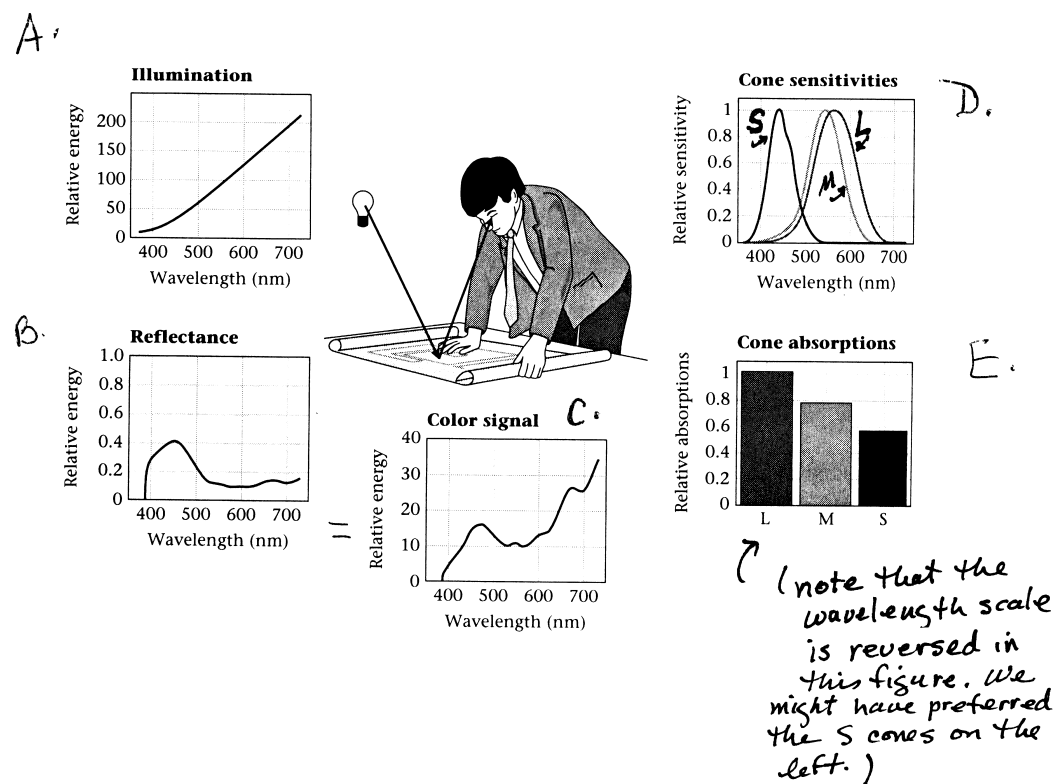 A.
Illumination
Relative energy
200
150
100
50
0
400 500 600 700
Wavelength (nm)
B.
Reflectance
Relative energy
1.0
0.8
0.6
0.4
0.2
0
400 500 600 700
Wavelength (nm)
=
Color signal
C.
Relative energy
40
30
20
10
0
400 500 600 700
Wavelength (nm)
Cone sensitivities
D.
Relative sensitivity
1
0.8
0.6
0.4
0.2
0
S
M
L
400 500 600 700
Wavelength (nm)
Cone absorptions
E.
Relative absorptions
1
0.8
0.6
0.4
0.2
0
L M S
(note that the
wavelength scale
is reversed in
this figure. We
might have preferred
the S cones on the
left.)